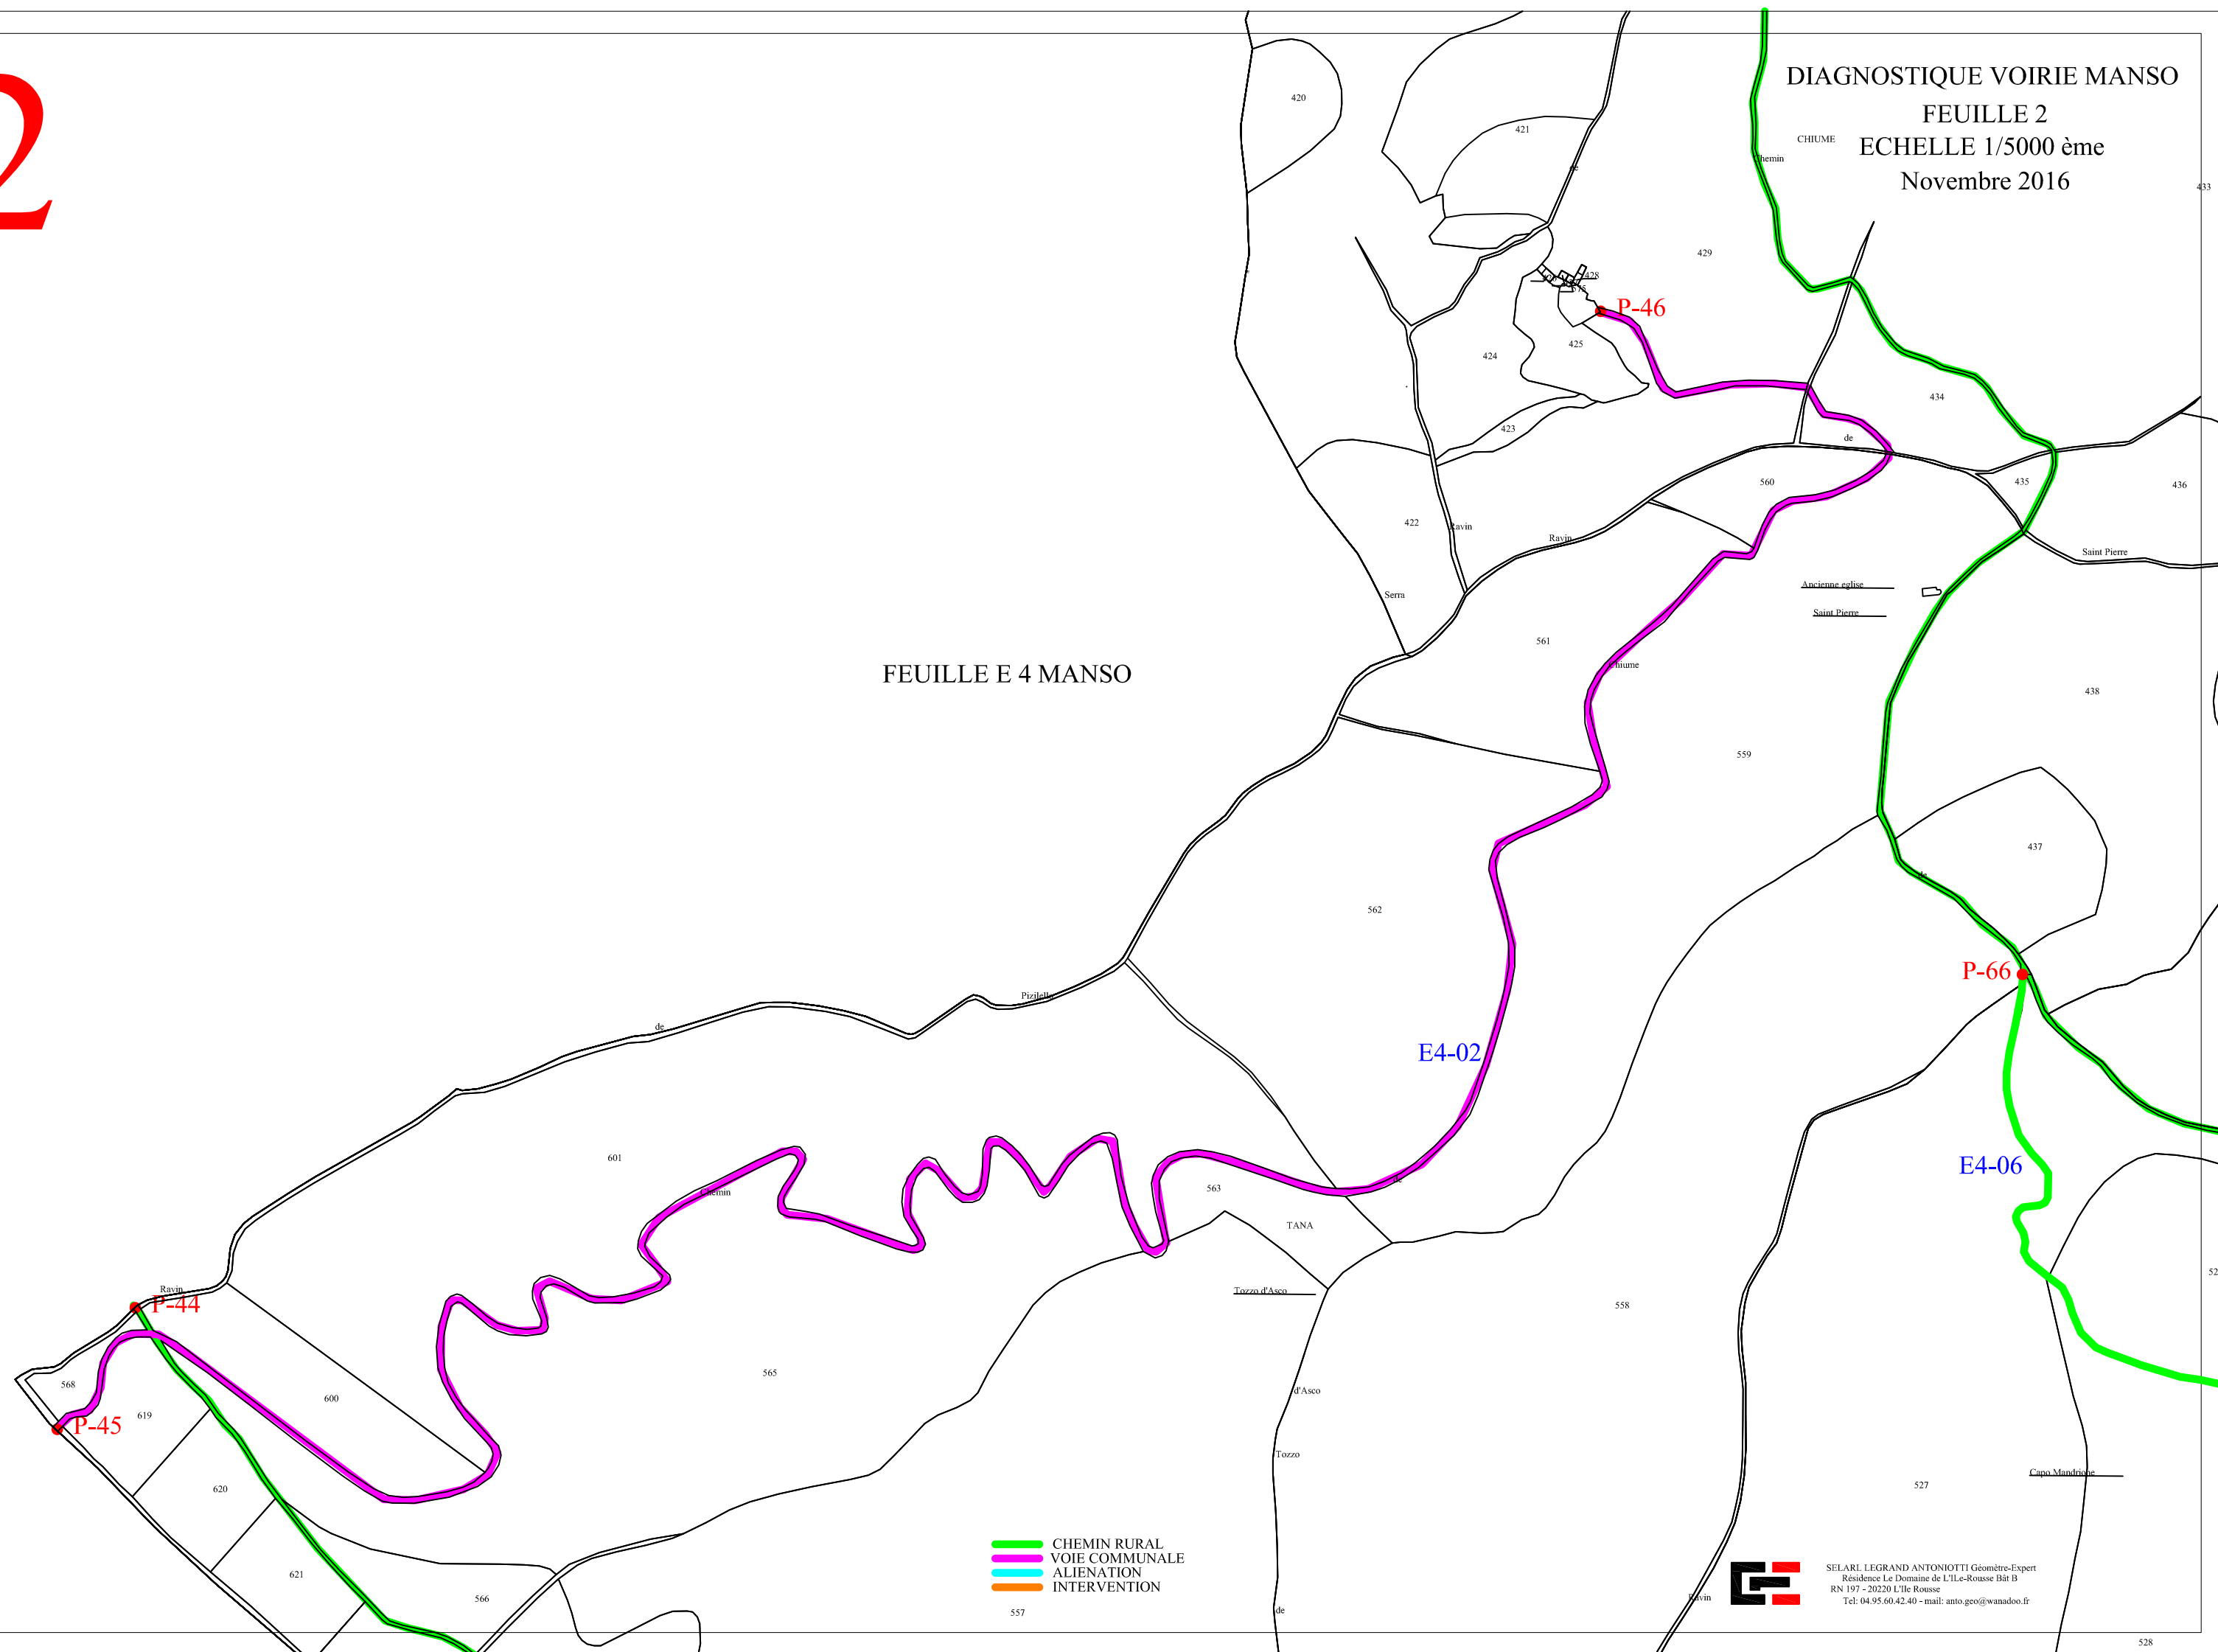 2
DIAGNOSTIQUE VOIRIE MANSO
FEUILLE 2
ECHELLE 1/5000 ème
Novembre 2016
420
421
CHIUME
Chemin
de
433
429
428
P-46
425
424
434
423
de
560
435
436
422
Ravin
Ravin
Saint Pierre
Ancienne eglise
Serra
Saint Pierre
561
Chiume
438
559
437
de
562
P-66
Pizilello
de
E4-02
FEUILLE E 4 MANSO
601
E4-06
Chemin
de
563
TANA
Tozzo d'Asco
Ravin
P-44
558
565
568
d'Asco
600
619
P-45
Tozzo
Capo Mandrione
620
527
CHEMIN RURAL
VOIE COMMUNALE
ALIENATION
INTERVENTION
621
566
557
de
Ravin
SELARL LEGRAND ANTONIOTTI Géomètre-Expert
Résidence Le Domaine de L'ILe-Rousse Bât B
RN 197 - 20220 L'Ile Rousse
Tel: 04.95.60.42.40 - mail: anto.geo@wanadoo.fr
528